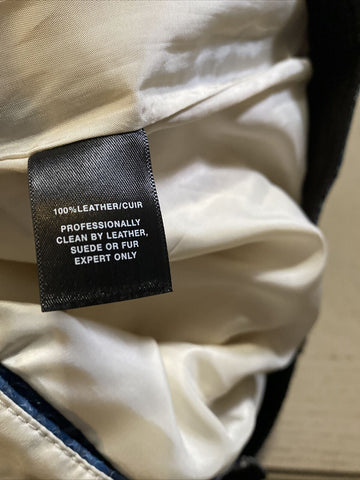 100%LEATHER/CUIR
PROFESSIONALLY
CLEAN BY LEATHER,
SUEDE OR FUR
EXPERT ONLY